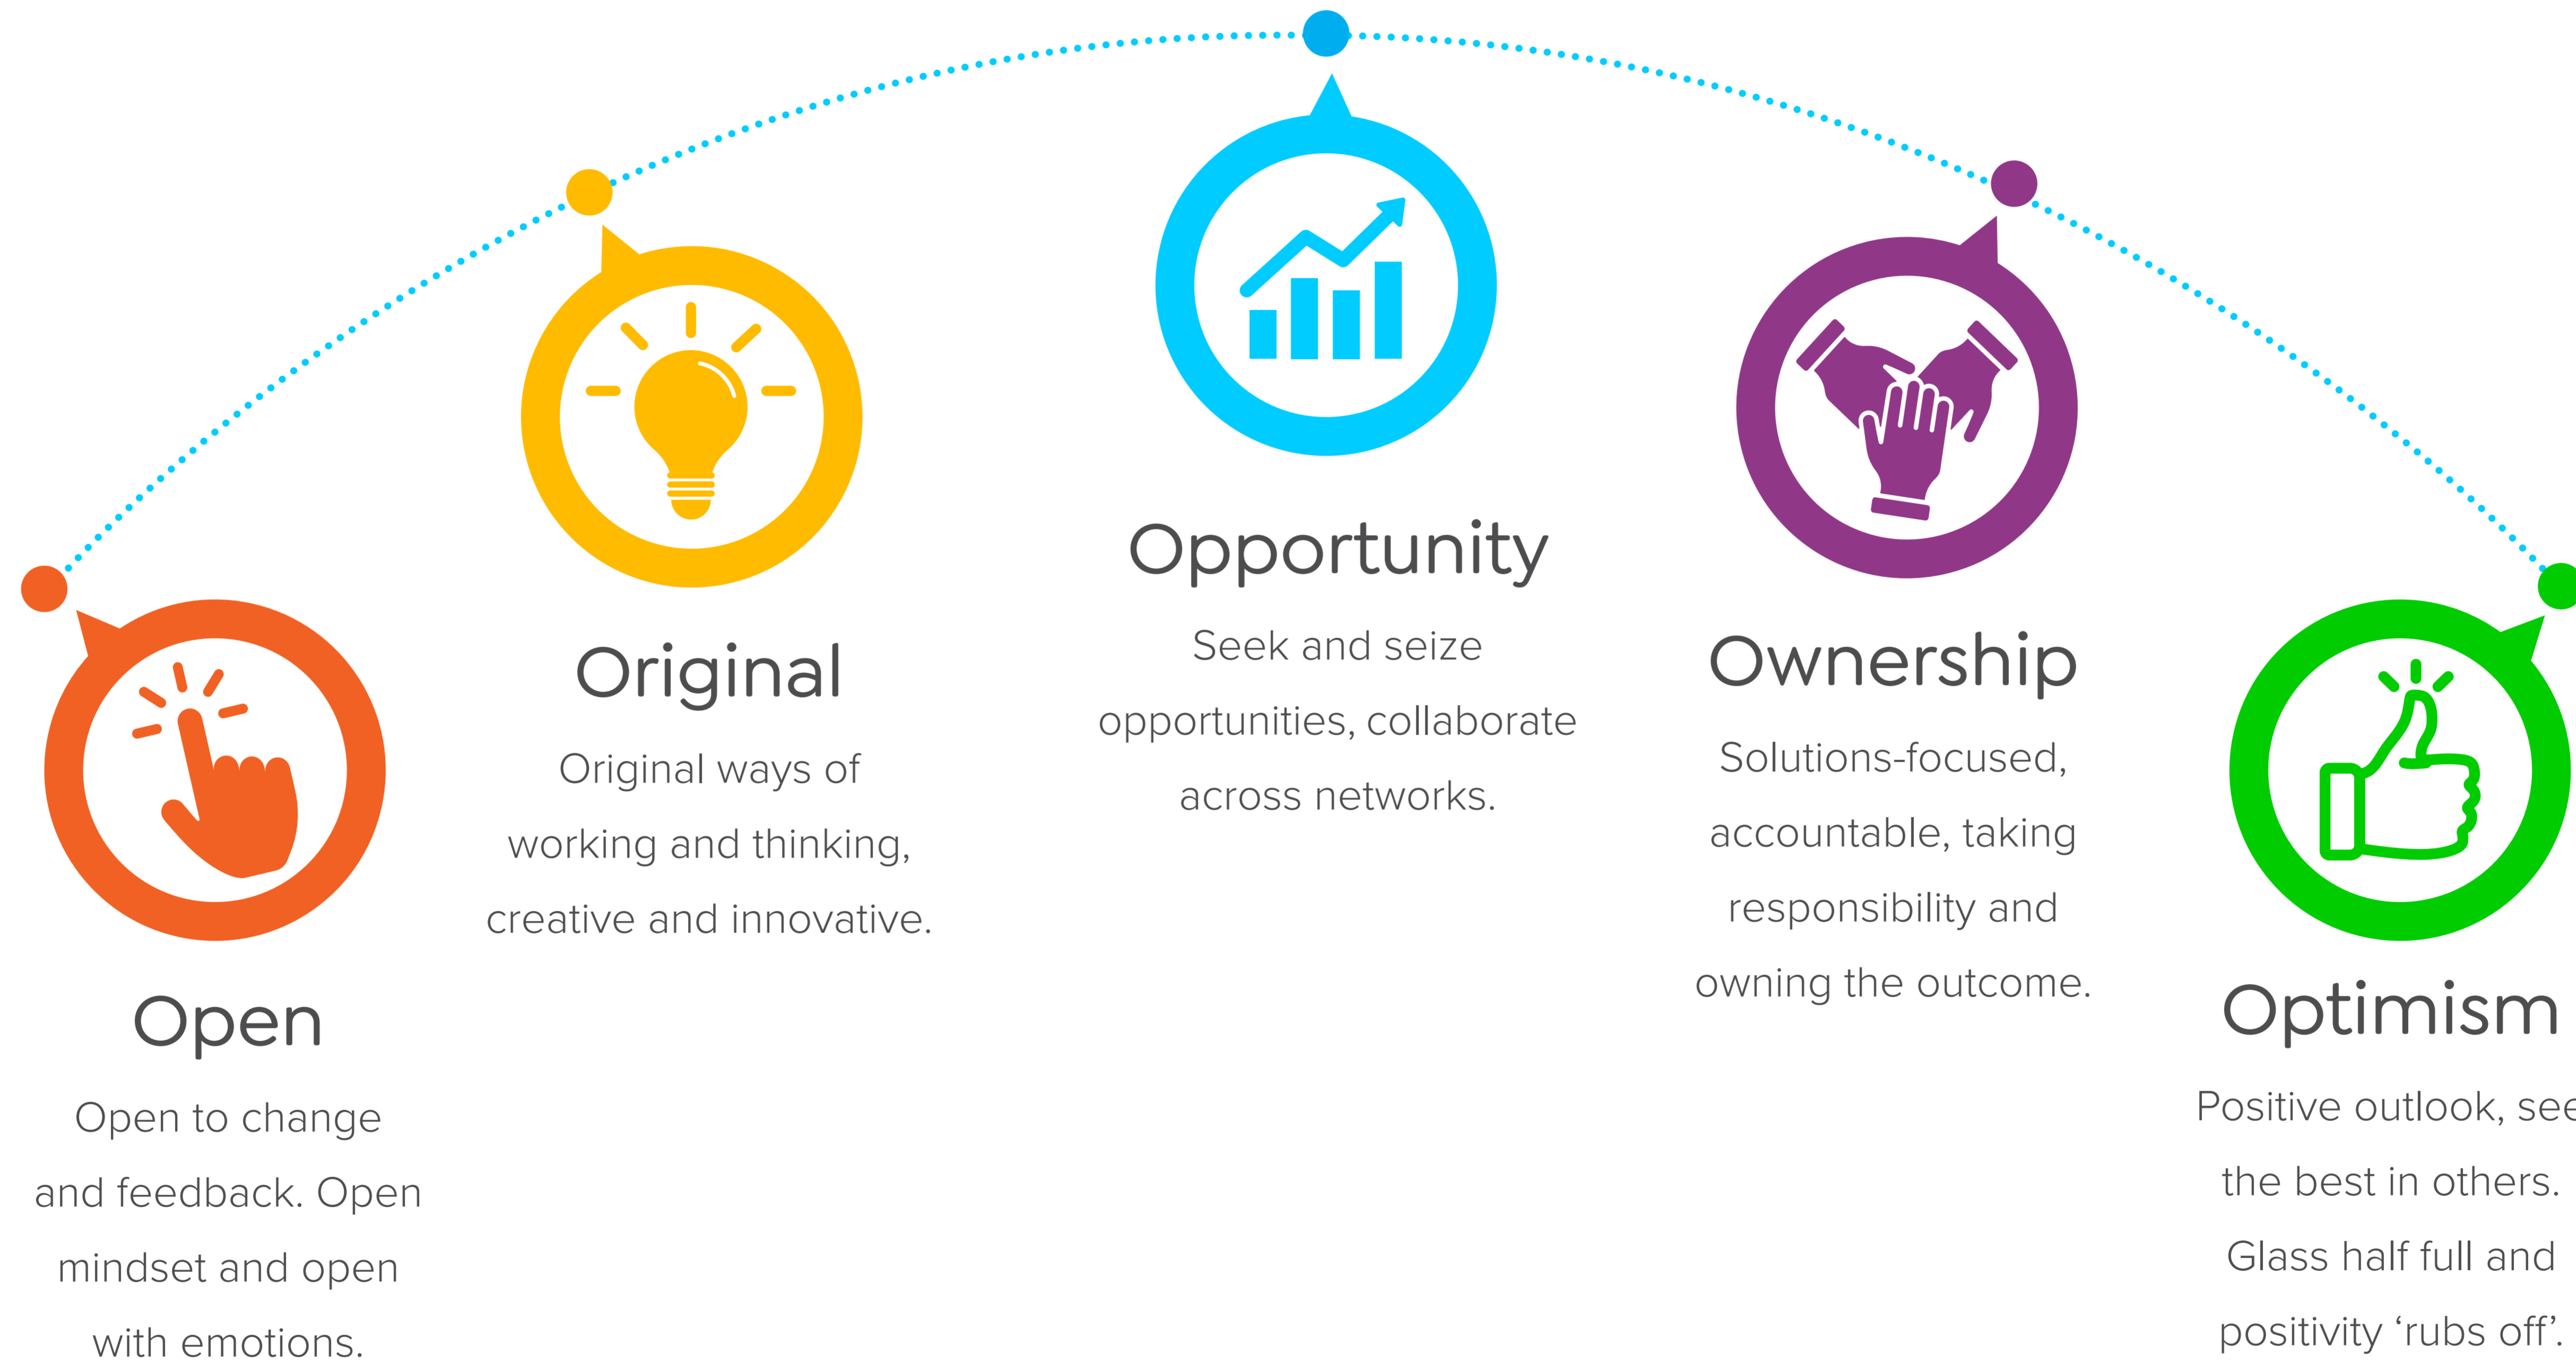 Open
Open to change
and feedback. Open
mindset and open
with emotions.
Original
Original ways of
working and thinking,
creative and innovative.
Opportunity
Seek and seize
opportunities, collaborate
across networks.
Ownership
Solutions-focused,
accountable, taking
responsibility and
owning the outcome.
Optimism
Positive outlook, see
the best in others.
Glass half full and
positivity ‘rubs off’.